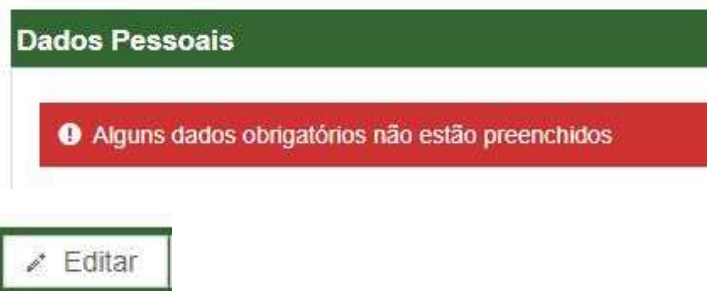 Dados Pessoais
Alguns dados obrigatórios não estão preenchidos
Editar